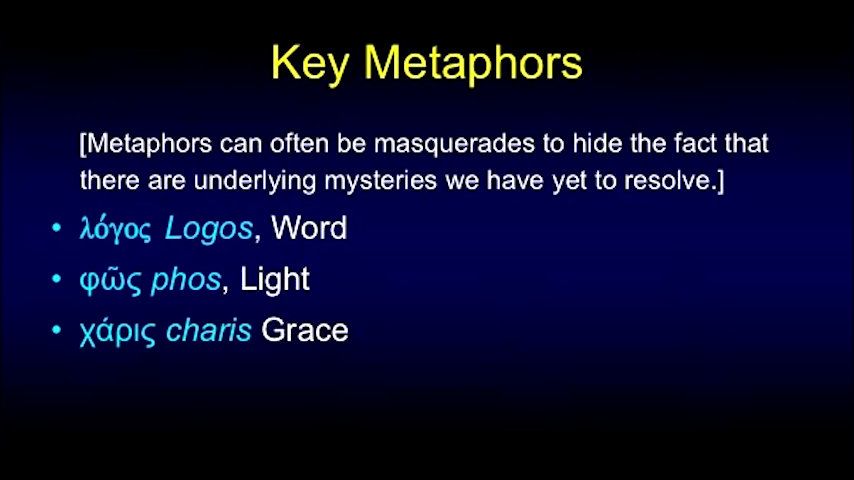 Key Metaphors
[Metaphors can often be masquerades to hide the fact that
there are underlying mysteries we have yet to resolve.]
• λόγος Logos, Word
• φῶς phos, Light
• χάρις charis Grace